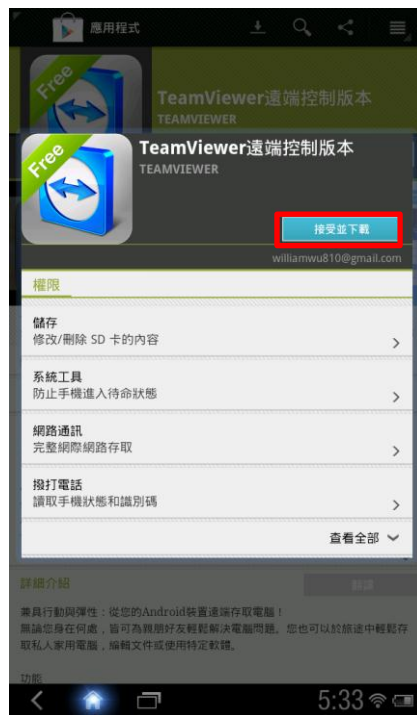 應用程式
Free
TeamViewer遠端控制版本
TEAMVIEWER
Free
TeamViewer遠端控制版本
TEAMVIEWER
接受並下載
williamwu810@gmail.com
權限
儲存
修改/刪除 SD 卡的內容
系統工具
防止手機進入待命狀態
網路通訊
完整網際網路存取
撥打電話
讀取手機狀態和識別碼
查看全部
詳細介紹
翻譯
兼具行動與彈性：從您的Android裝置遠端存取電腦！
無論您身在何處，皆可為親朋好友輕鬆解決電腦問題。您也可以於旅途中輕鬆存
取私人家用電腦，編輯文件或使用特定軟體。
功能
5:33